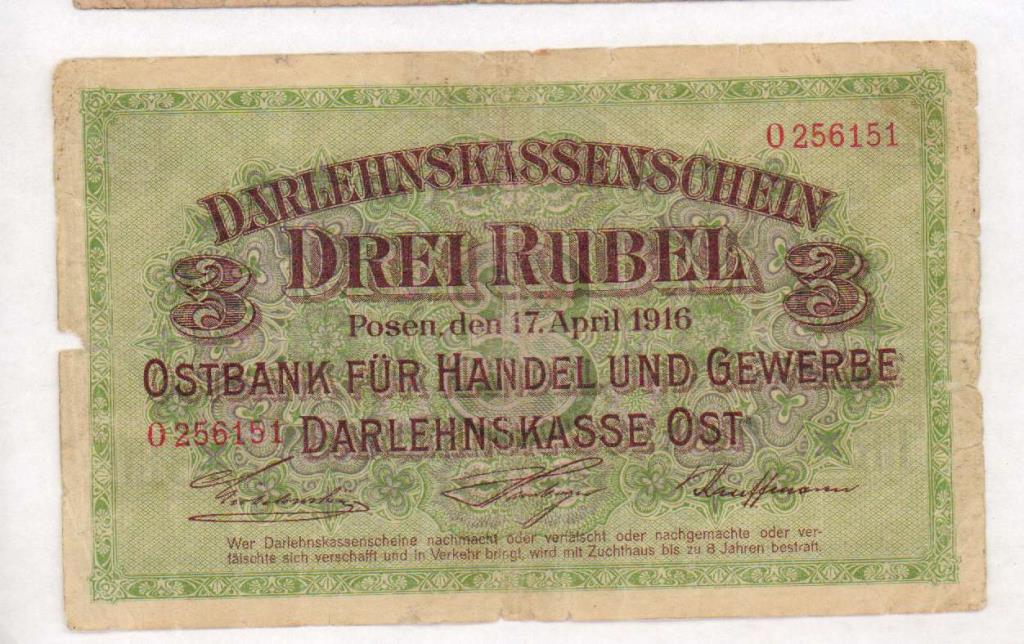 O 256151
DARLEHNSKASSENSCHEIN
DREI RUBEL
3 3
Posen, den 17. April 1916
OSTBANK FÜR HANDEL UND GEWERBE
O 256191 DARLEHNSKASSE OST
Kauffmann
Wer Darlehnskassenscheine nachmacht oder verfälscht oder nachgemachte oder ver-
fälschte sich verschafft und in Verkehr bringt, wird mit Zuchthaus bis zu 8 Jahren bestraft.